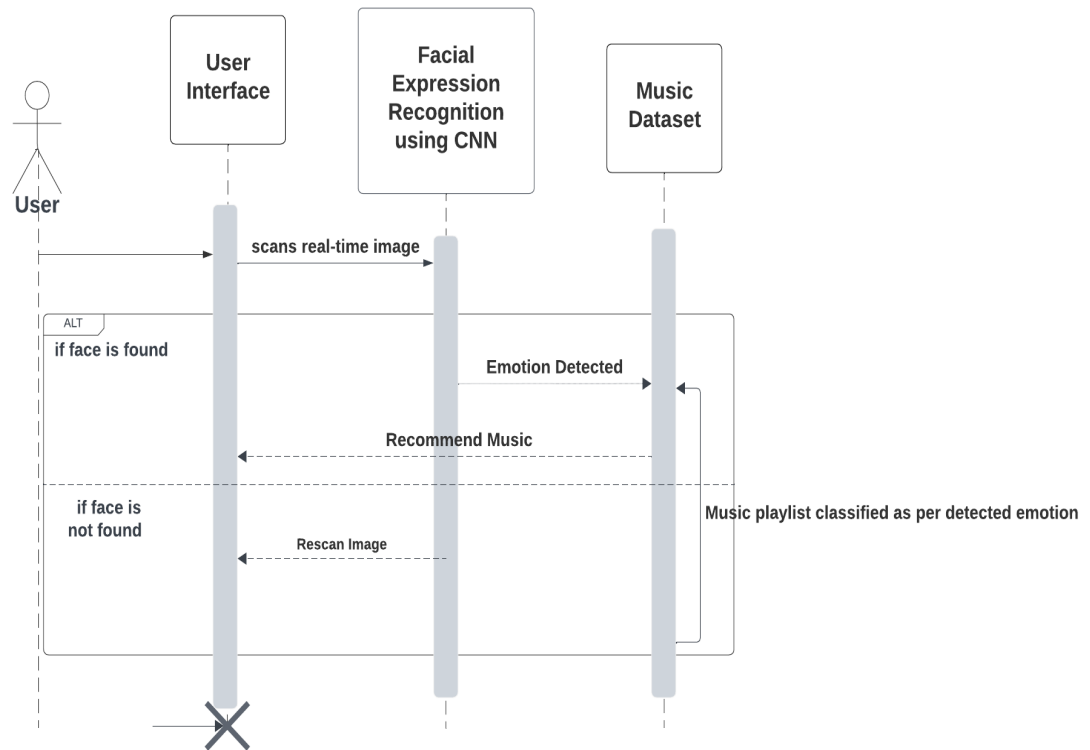 User
Interface
Facial
Expression
Recognition
using CNN
Music
Dataset
User
scans real-time image
ALT
if face is found
Emotion Detected
Recommend Music
if face is
not found
Music playlist classified as per detected emotion
Rescan Image